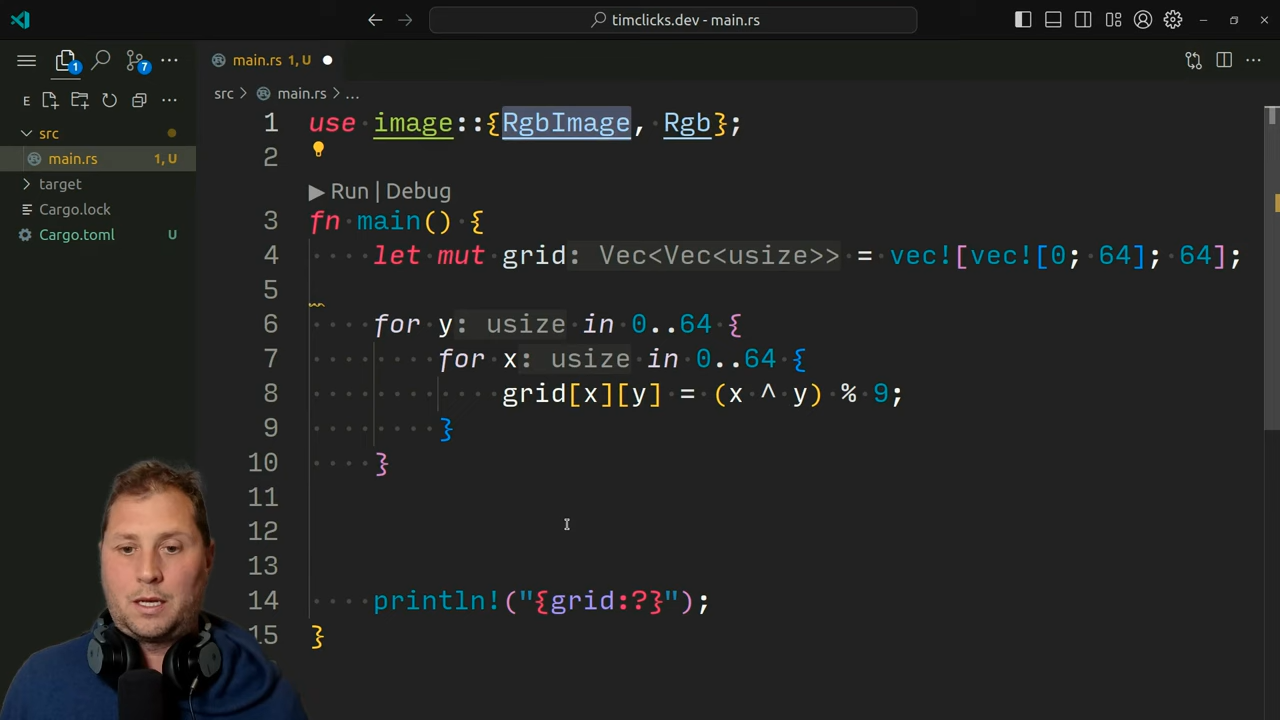 timclicks.dev - main.rs
main.rs 1, U
src > main.rs > ...
E
src
main.rs 1, U
target
Cargo.lock
Cargo.toml U
1
7
1 use image::{RgbImage, Rgb};
2
Run | Debug
3 fn main() {
4 let mut grid: Vec<Vec<usize>> = vec![vec![0; 64]; 64];
5
6 for y: usize in 0..64 {
7 for x: usize in 0..64 {
8 grid[x][y] = (x ^ y) % 9;
9 }
10 }
11
12
13
14 println!("{grid:?}");
15 }